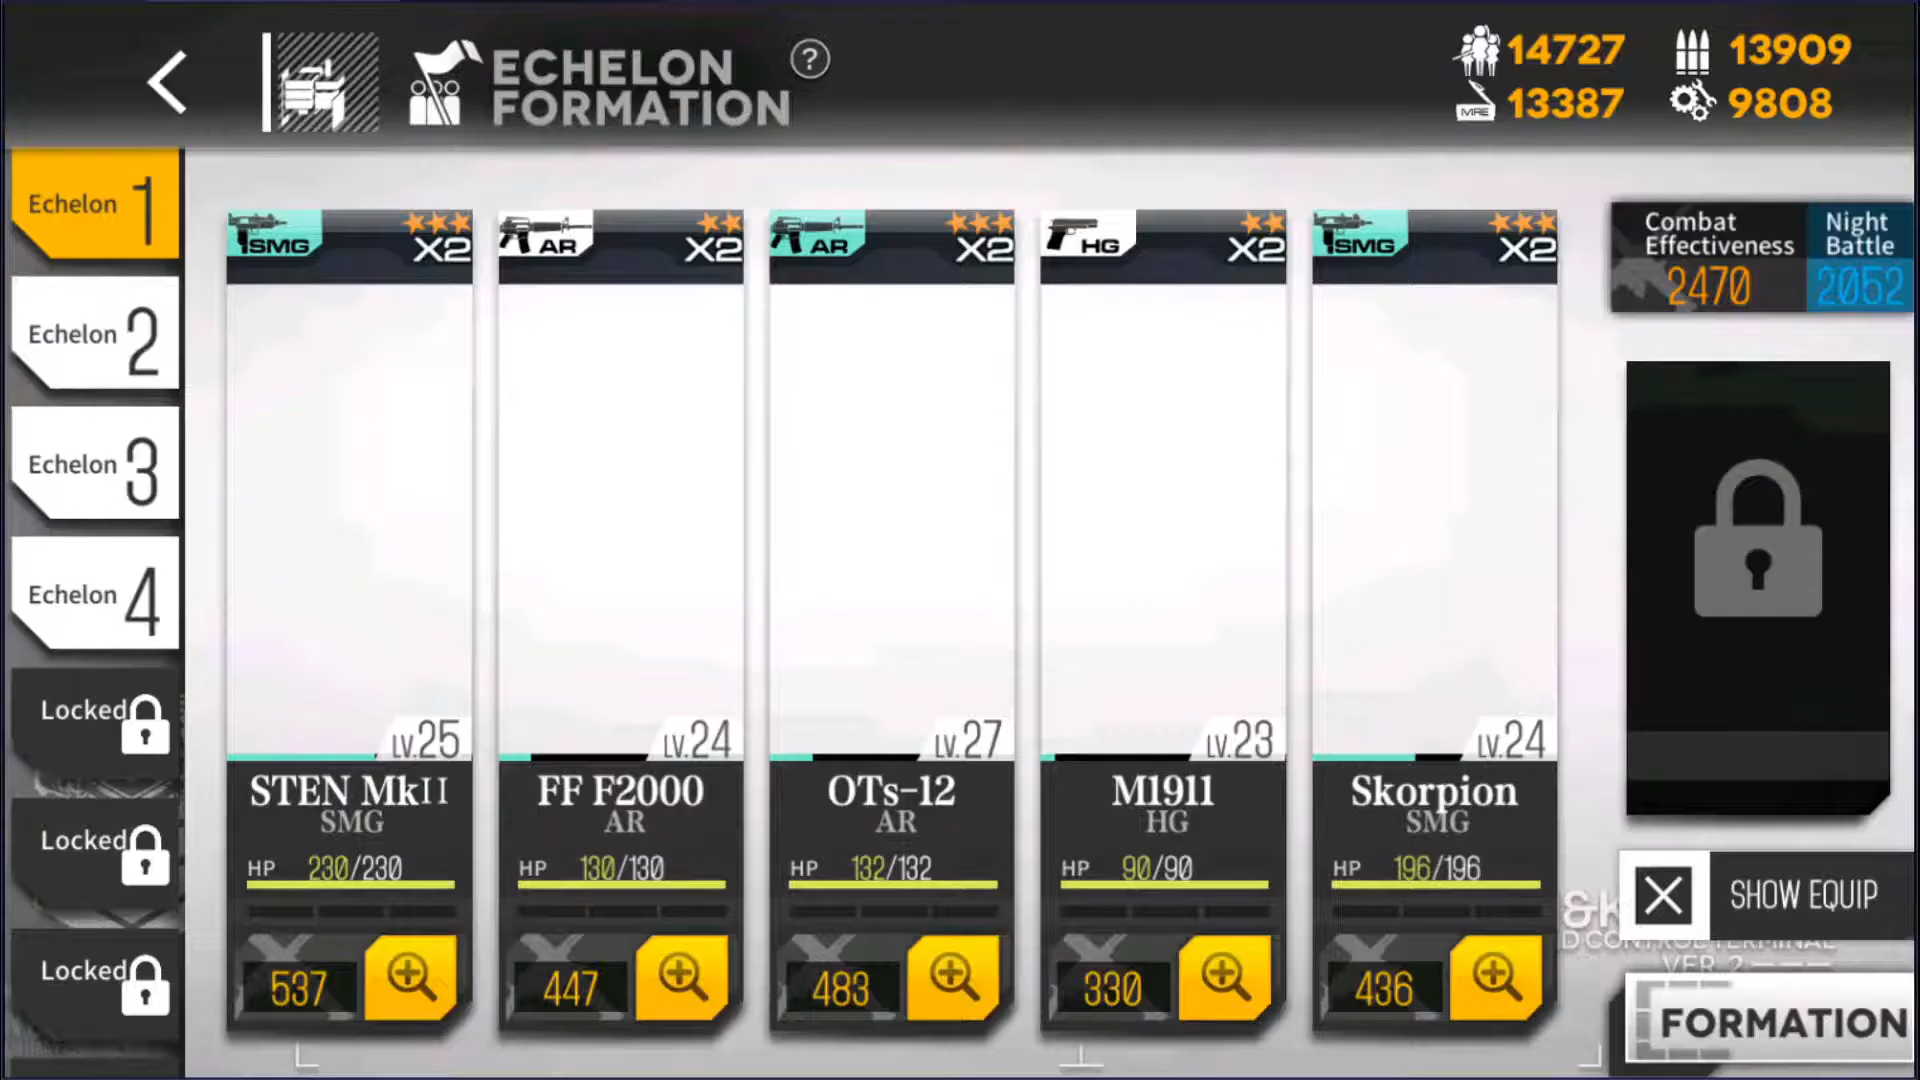 ECHELON
FORMATION
?
14727
13909
MRE
13387
9808
Echelon 1
Echelon 2
Echelon 3
Echelon 4
Locked
Locked
Locked
SMG
X2
LV.25
STEN MkII
SMG
HP 230/230
537
AR
X2
LV.24
FF F2000
AR
HP 130/130
447
AR
X2
LV.27
OTs-12
AR
HP 132/132
483
HG
X2
LV.23
M1911
HG
HP 90/90
330
SMG
X2
LV.24
Skorpion
SMG
HP 196/196
436
Combat
Effectiveness
2470
Night
Battle
2052
SHOW EQUIP
VER.2
FORMATION